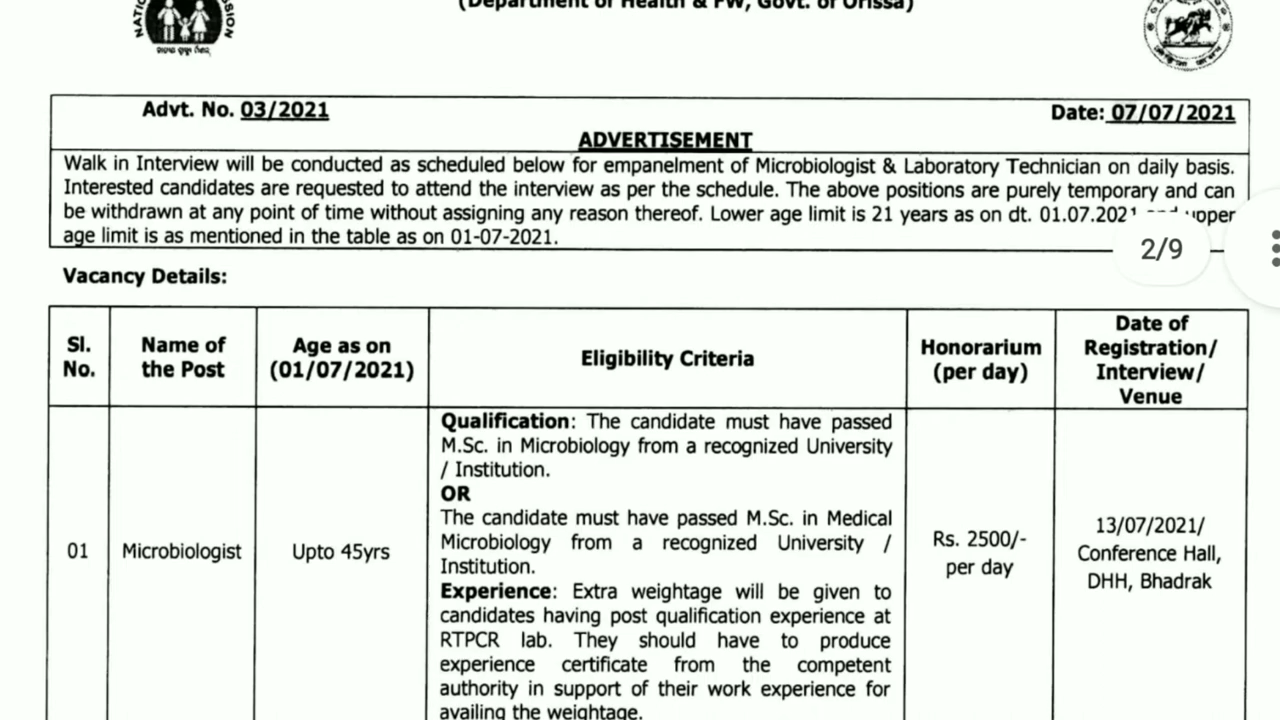 (Department of Health & FW, Govt. of Orissa)
Advt. No. 03/2021
Date: 07/07/2021
ADVERTISEMENT
Walk in Interview will be conducted as scheduled below for empanelment of Microbiologist & Laboratory Technician on daily basis.
Interested candidates are requested to attend the interview as per the schedule. The above positions are purely temporary and can
be withdrawn at any point of time without assigning any reason thereof. Lower age limit is 21 years as on dt. 01.07.2021 and upper
age limit is as mentioned in the table as on 01-07-2021.
2/9
Vacancy Details:
Sl. No.
Name of the Post
Age as on (01/07/2021)
Eligibility Criteria
Honorarium (per day)
Date of Registration/ Interview/ Venue
01
Microbiologist
Upto 45yrs
Qualification: The candidate must have passed
M.Sc. in Microbiology from a recognized University
/ Institution.
OR
The candidate must have passed M.Sc. in Medical
Microbiology from a recognized University /
Institution.
Experience: Extra weightage will be given to
candidates having post qualification experience at
RTPCR lab. They should have to produce
experience certificate from the competent
authority in support of their work experience for
availing the weightage.
Rs. 2500/-
per day
13/07/2021/
Conference Hall,
DHH, Bhadrak